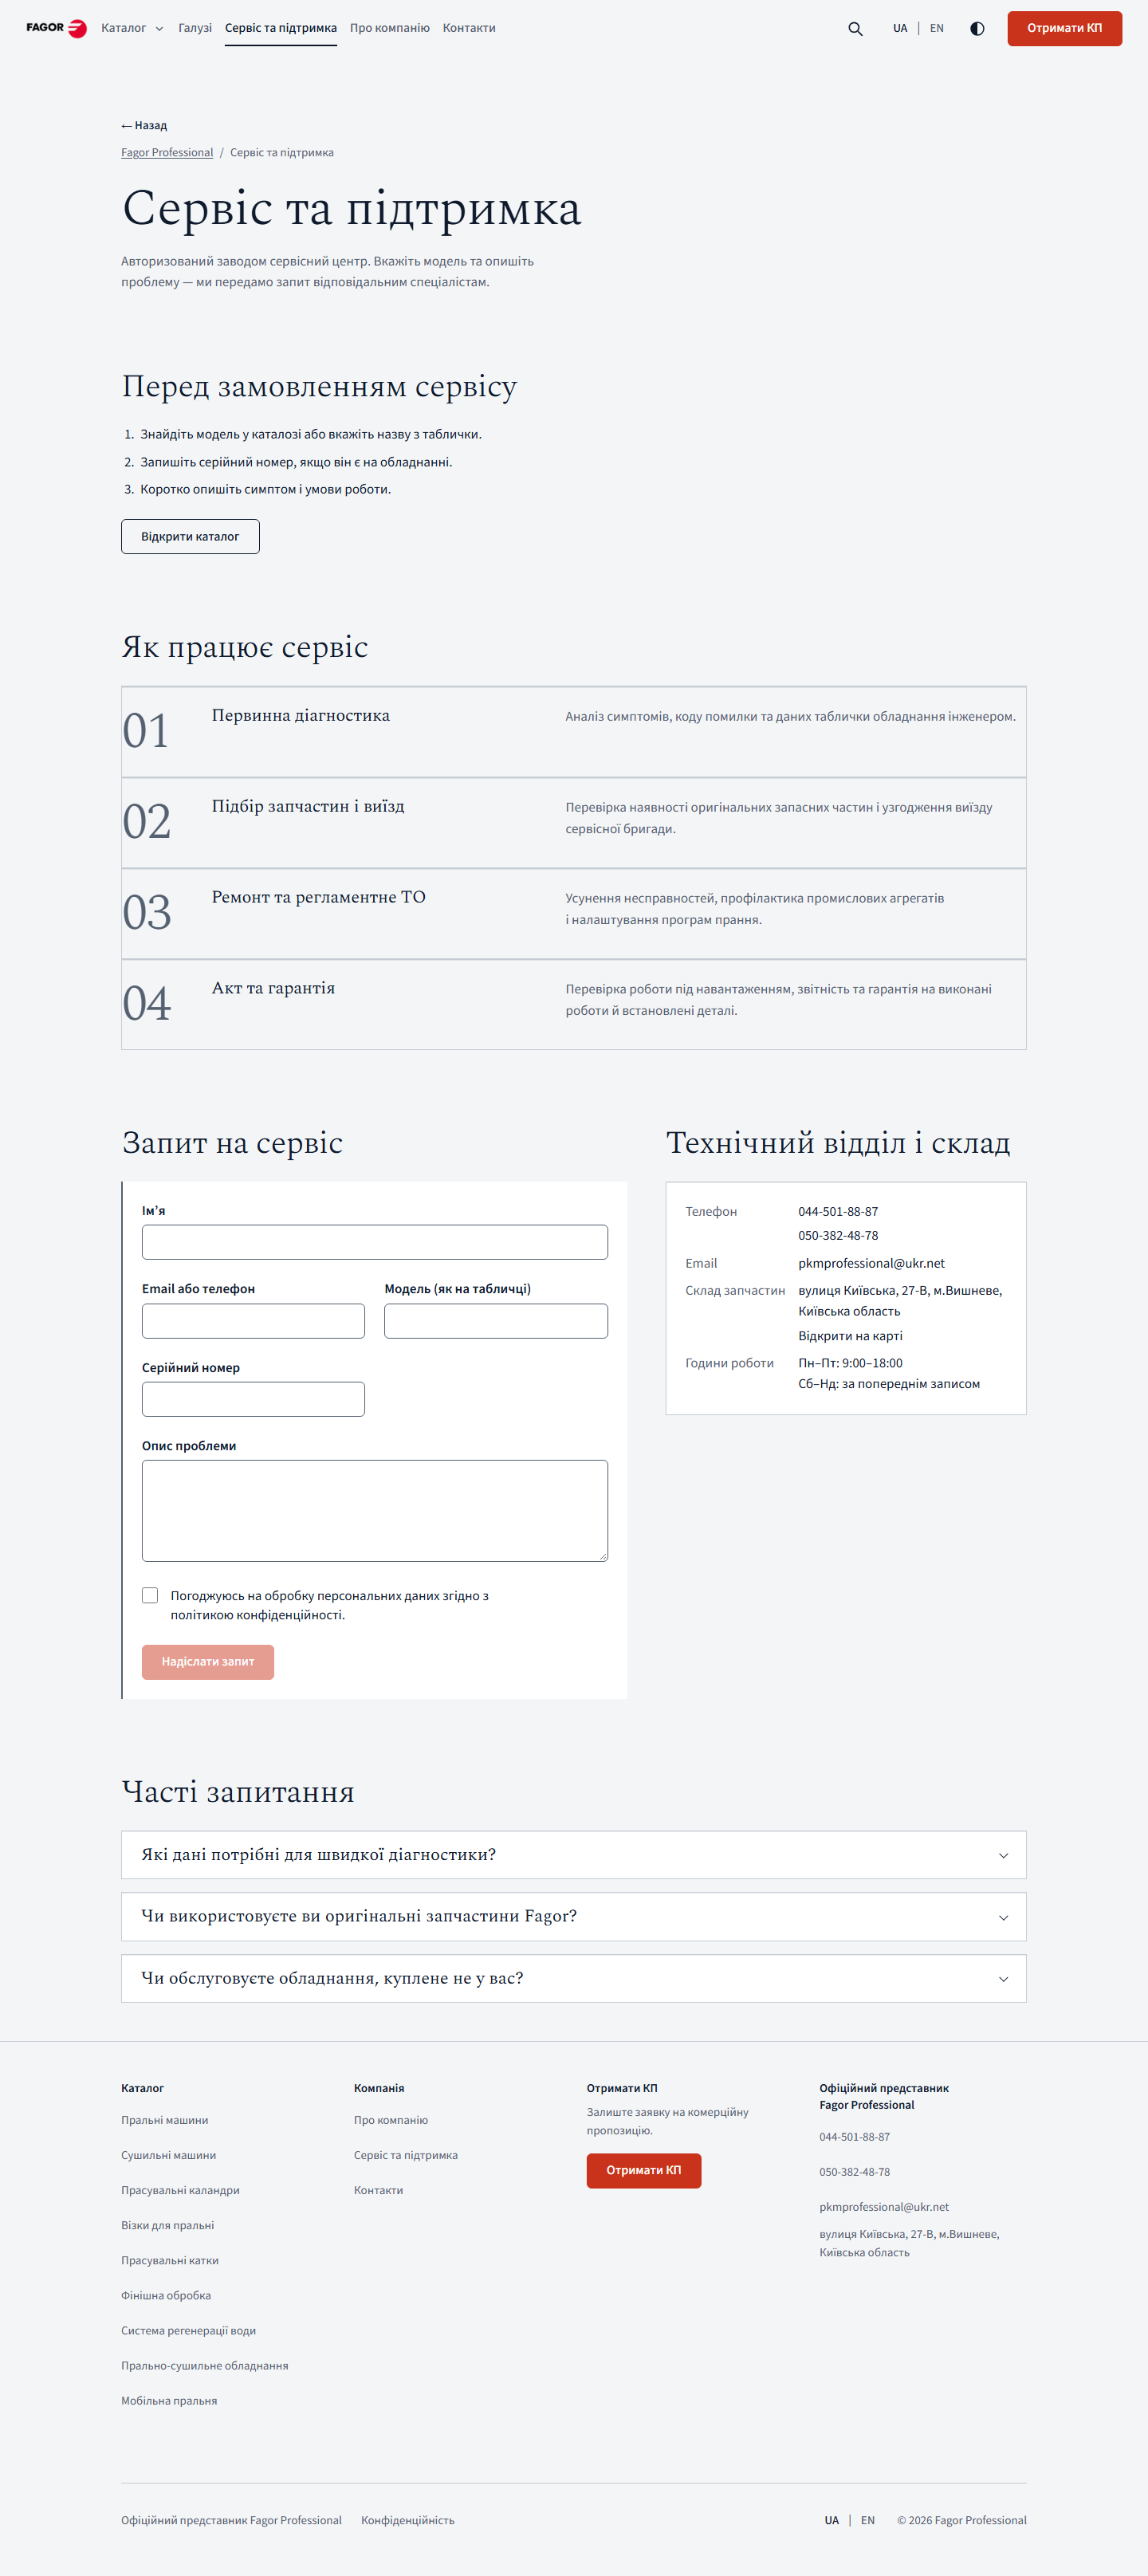 FAGOR
Каталог Галузі Сервіс та підтримка Про компанію Контакти
UA | EN
Отримати КП
← Назад
Fagor Professional / Сервіс та підтримка
Сервіс та підтримка
Авторизований заводом сервісний центр. Вкажіть модель та опишіть
проблему — ми передамо запит відповідальним спеціалістам.
Перед замовленням сервісу
1. Знайдіть модель у каталозі або вкажіть назву з таблички.
2. Запишіть серійний номер, якщо він є на обладнанні.
3. Коротко опишіть симптом і умови роботи.
Відкрити каталог
Як працює сервіс
01
Первинна діагностика
Аналіз симптомів, коду помилки та даних таблички обладнання інженером.
02
Підбір запчастин і виїзд
Перевірка наявності оригінальних запасних частин і узгодження виїзду
сервісної бригади.
03
Ремонт та регламентне ТО
Усунення несправностей, профілактика промислових агрегатів
і налаштування програм прання.
04
Акт та гарантія
Перевірка роботи під навантаженням, звітність та гарантія на виконані
роботи й встановлені деталі.
Запит на сервіс
Ім’я
Email або телефон
Модель (як на табличці)
Серійний номер
Опис проблеми
Погоджуюсь на обробку персональних даних згідно з
політикою конфіденційності.
Надіслати запит
Технічний відділ і склад
Телефон
044-501-88-87
050-382-48-78
Email
pkmprofessional@ukr.net
Склад запчастин
вулиця Київська, 27-В, м.Вишневе,
Київська область
Відкрити на карті
Години роботи
Пн–Пт: 9:00–18:00
Сб–Нд: за попереднім записом
Часті запитання
Які дані потрібні для швидкої діагностики?
Чи використовуєте ви оригінальні запчастини Fagor?
Чи обслуговуєте обладнання, куплене не у вас?
Каталог
Пральні машини
Сушильні машини
Прасувальні каландри
Візки для пральні
Прасувальні катки
Фінішна обробка
Система регенерації води
Прально-сушильне обладнання
Мобільна пральня
Компанія
Про компанію
Сервіс та підтримка
Контакти
Отримати КП
Залиште заявку на комерційну
пропозицію.
Отримати КП
Офіційний представник
Fagor Professional
044-501-88-87
050-382-48-78
pkmprofessional@ukr.net
вулиця Київська, 27-В, м.Вишневе,
Київська область
Офіційний представник Fagor Professional Конфіденційність
UA | EN © 2026 Fagor Professional